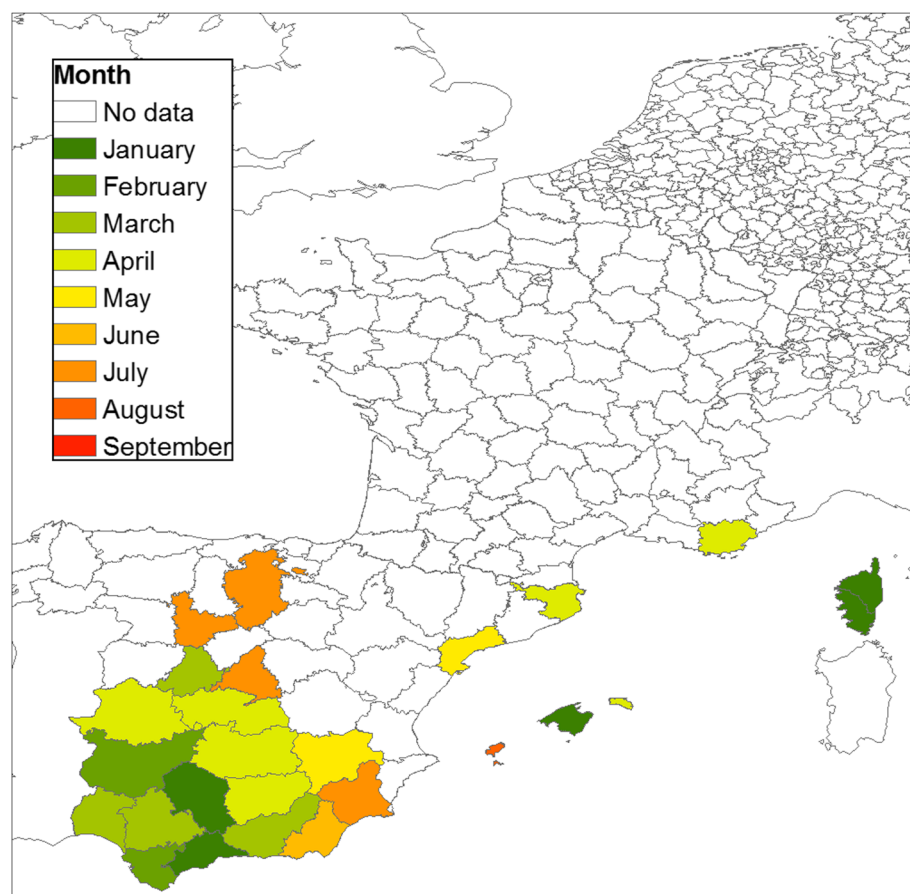 Month
No data
January
February
March
April
May
June
July
August
September